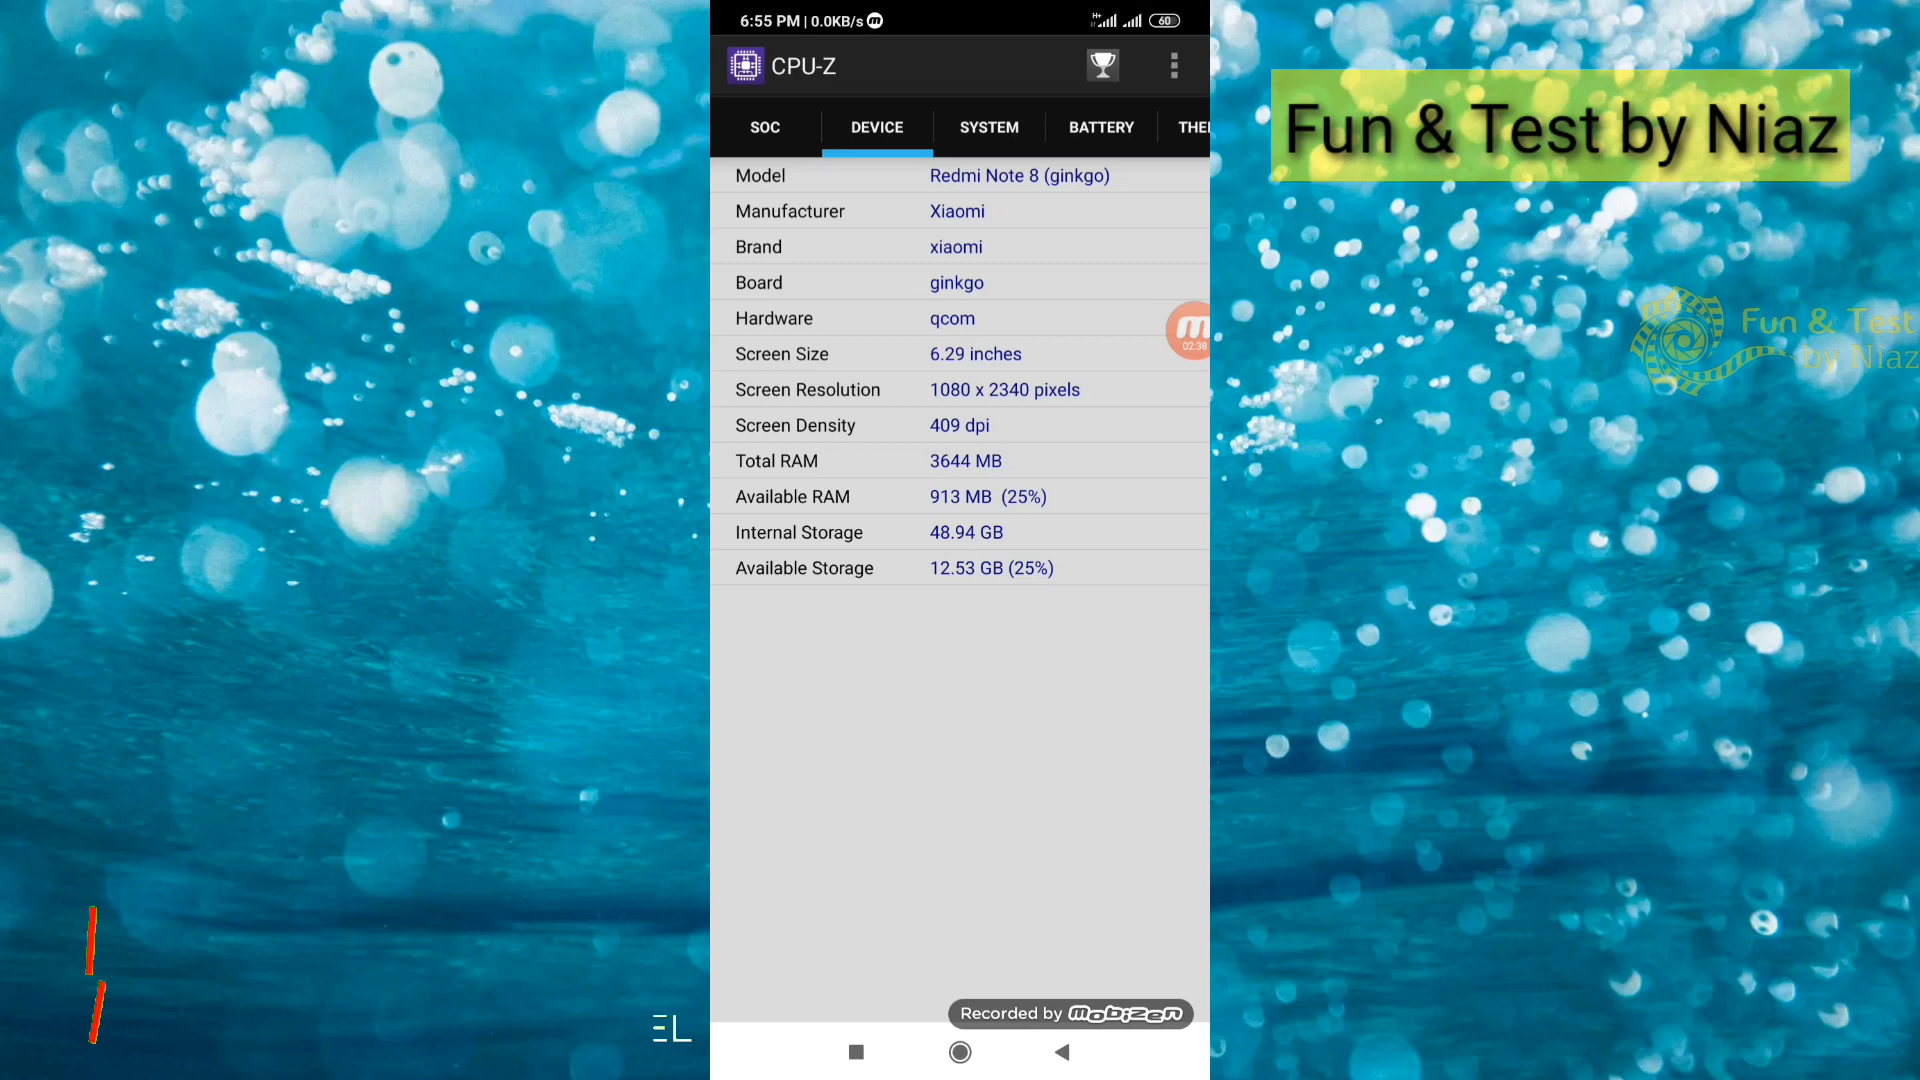 6:55 PM | 0.0KB/s m
H+ 60
CPU-Z
SOC DEVICE SYSTEM BATTERY THE
Model Redmi Note 8 (ginkgo)
Manufacturer Xiaomi
Brand xiaomi
Board ginkgo
Hardware qcom
Screen Size 6.29 inches
Screen Resolution 1080 x 2340 pixels
Screen Density 409 dpi
Total RAM 3644 MB
Available RAM 913 MB (25%)
Internal Storage 48.94 GB
Available Storage 12.53 GB (25%)
m
02:38
Recorded by Mobizen
Fun & Test by Niaz
Fun & Test
by Niaz